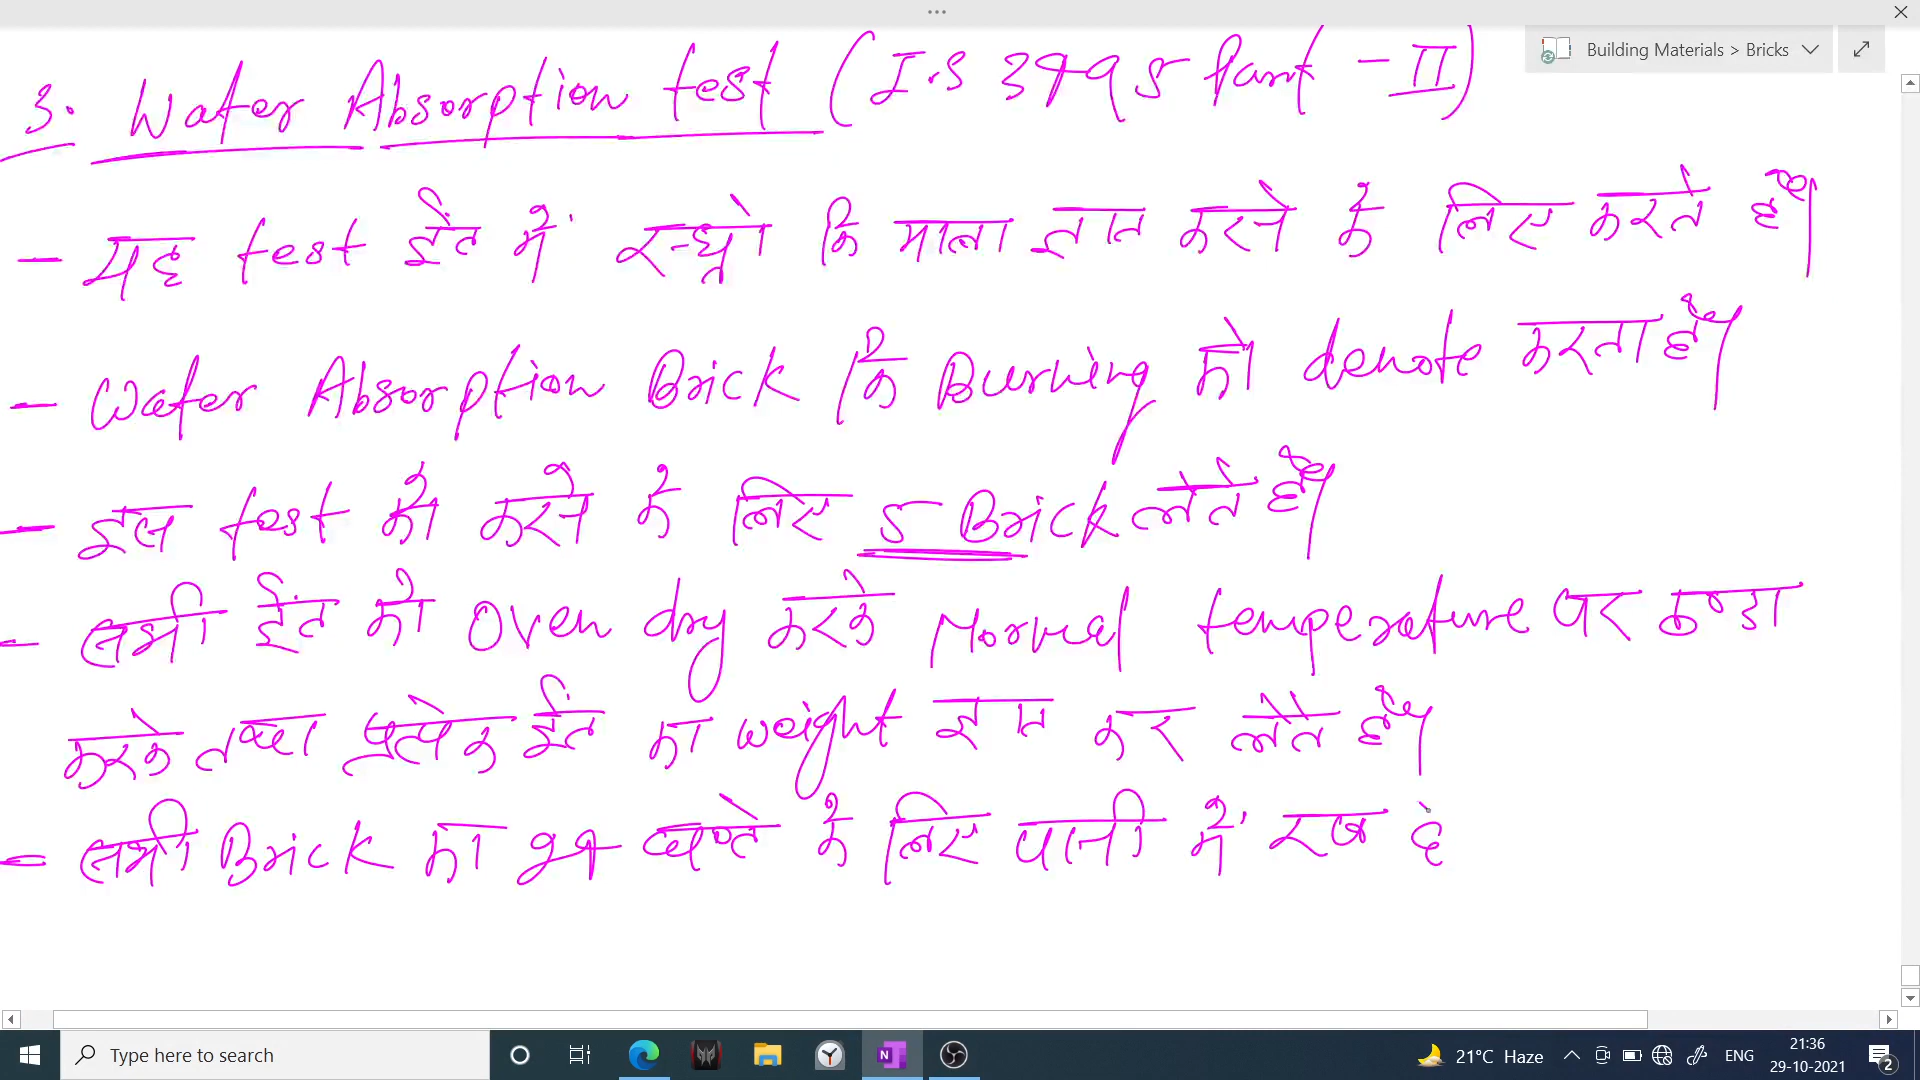 Building Materials > Bricks
3. Water Absorption test (I.S 3495 Part - II)
- यह test ईंट में रन्ध्रो कि मात्रा ज्ञात करने के लिए करते है।
- Water Absorption Brick कि Burning को denote करता है।
- इस test को करने के लिए 5 Brick लेते है।
- सभी ईंट को Oven dry करके Normal temperature पर ठण्डा
करके तथा प्रत्येक ईंट का weight ज्ञात कर लेते है।
- सभी Brick को 24 घण्टे के लिए पानी में रख दे
Type here to search
21°C Haze
ENG
21:36
29-10-2021
2